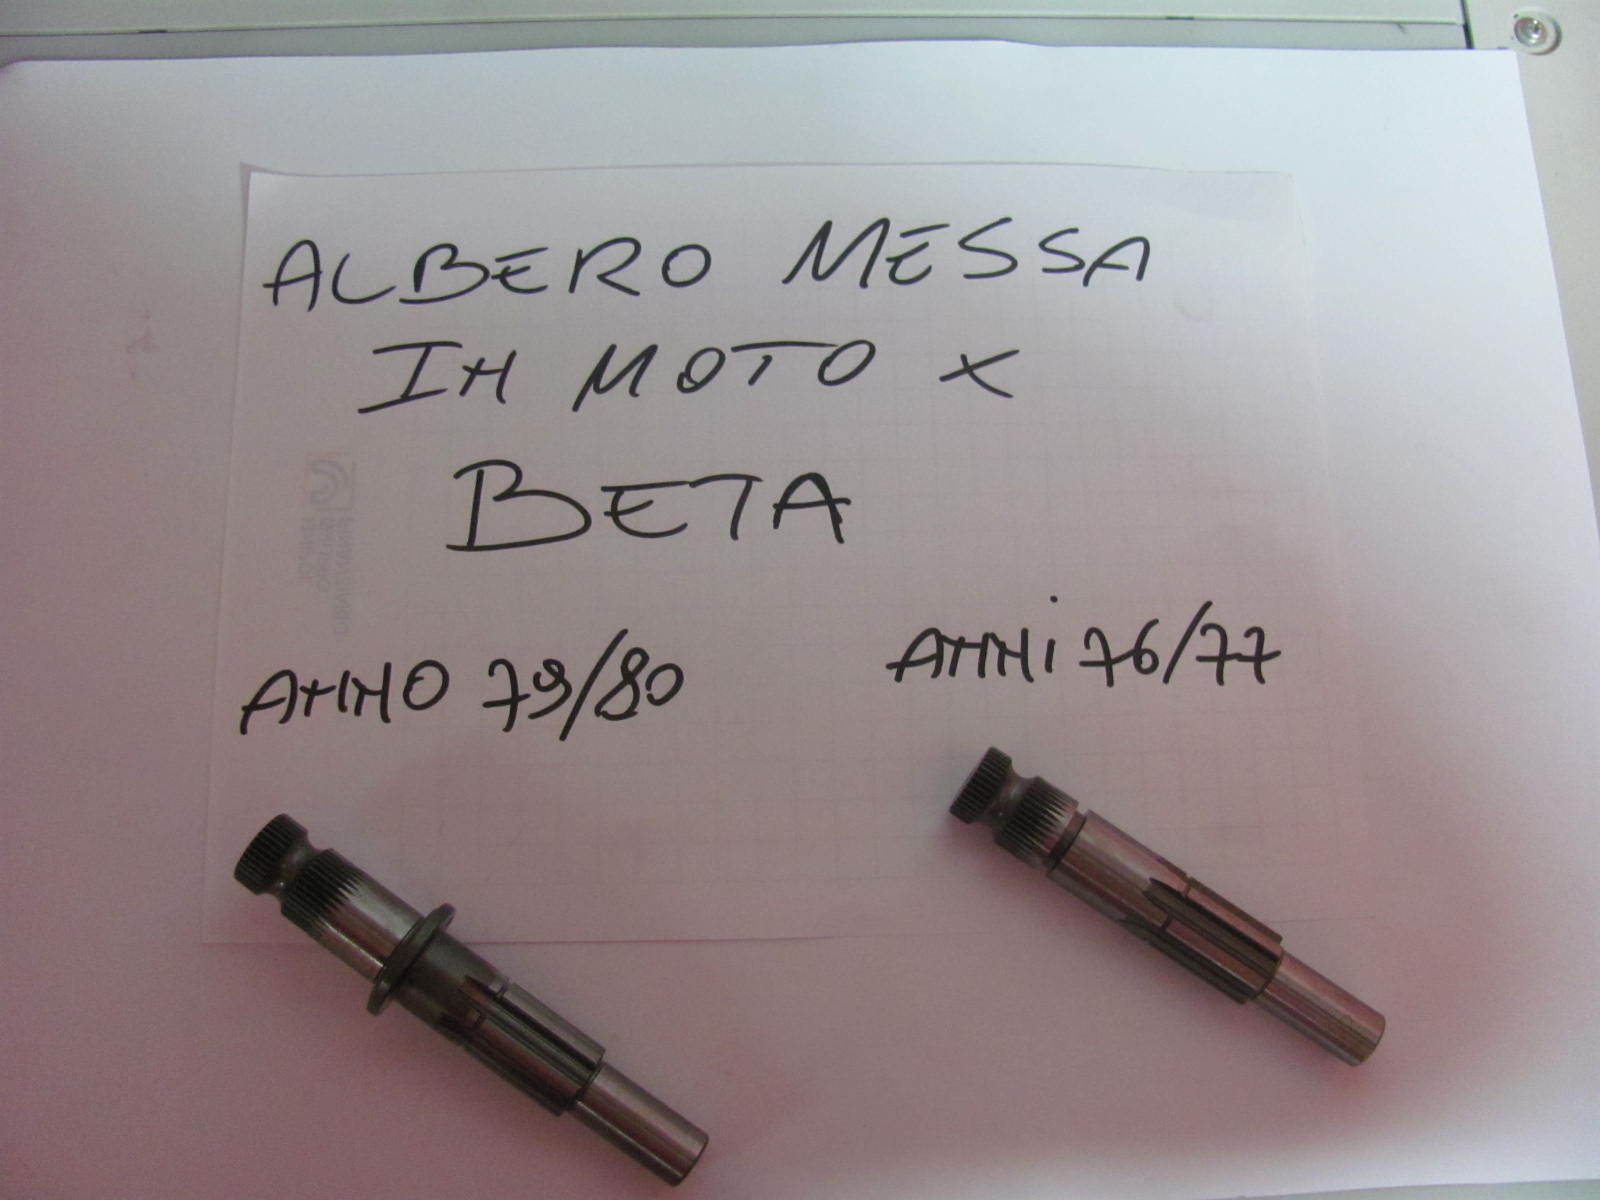 ALBERO MESSA
IN MOTO X
BETA
ANNO 79/80
ANNI 76/77